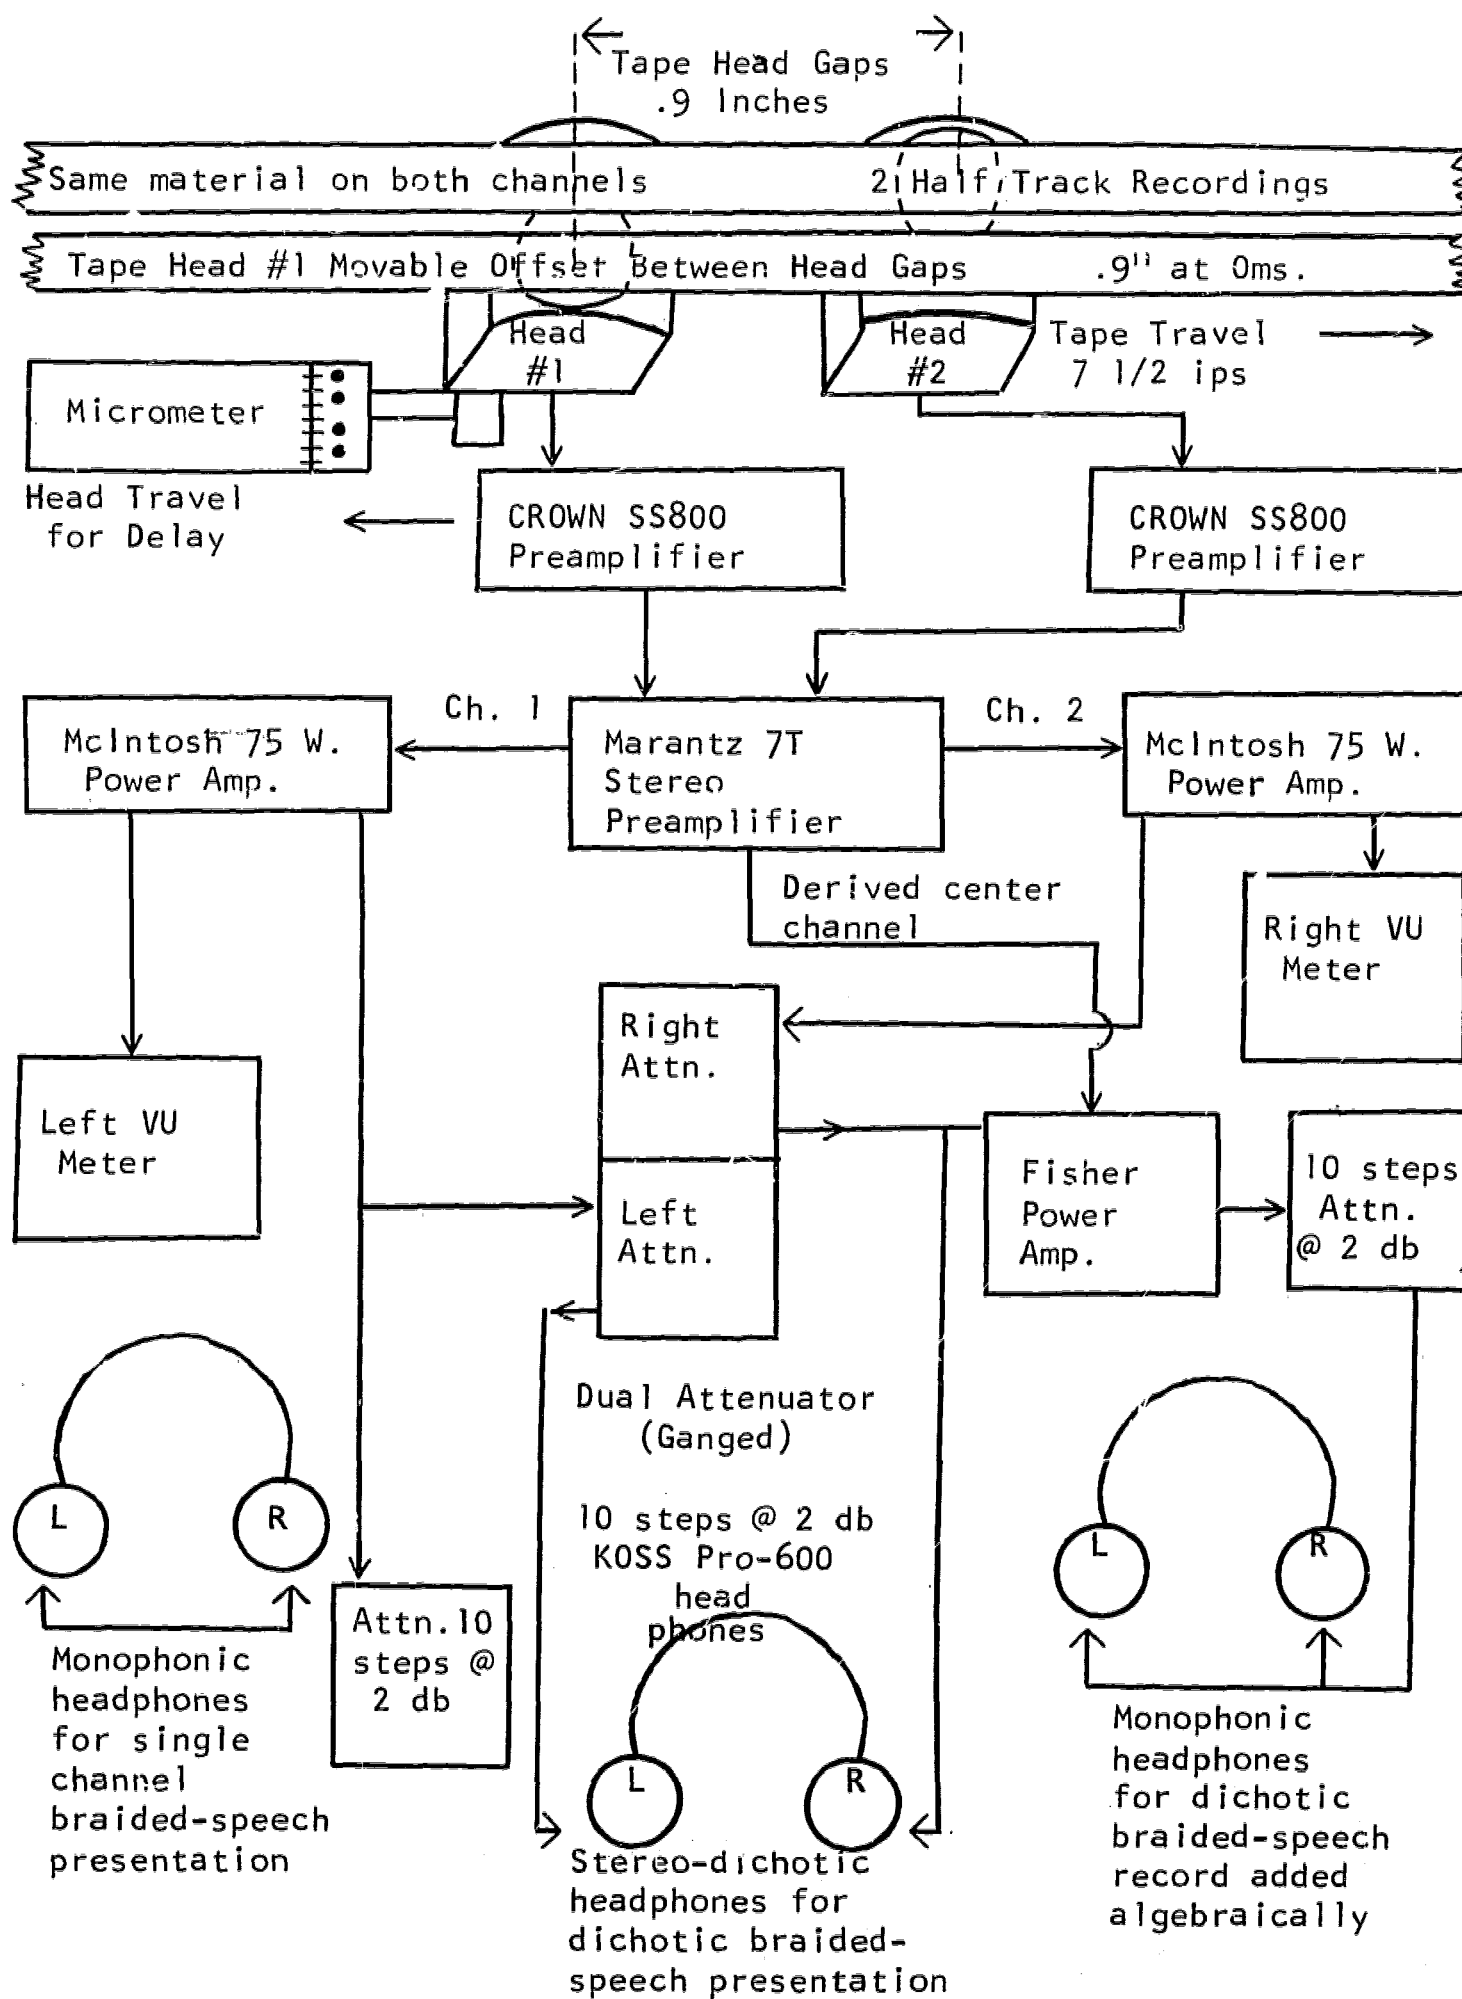 Tape Head Gaps
.9 Inches
Same material on both channels
2 Half Track Recordings
Tape Head #1 Movable Offset Between Head Gaps .9" at 0ms.
Head
#1
Head
#2
Tape Travel
7 1/2 ips
Micrometer
Head Travel
for Delay
CROWN SS800
Preamplifier
CROWN SS800
Preamplifier
Ch. 1
Ch. 2
McIntosh 75 W.
Power Amp.
Marantz 7T
Stereo
Preamplifier
McIntosh 75 W.
Power Amp.
Derived center
channel
Right VU
Meter
Right
Attn.
Left VU
Meter
Left
Attn.
Fisher
Power
Amp.
10 steps
Attn.
@ 2 db
Dual Attenuator
(Ganged)
10 steps @ 2 db
KOSS Pro-600
head
phones
L
R
L
R
Attn.10
steps @
2 db
Monophonic
headphones
for single
channel
braided-speech
presentation
L
R
Stereo-dichotic
headphones for
dichotic braided-
speech presentation
Monophonic
headphones
for dichotic
braided-speech
record added
algebraically